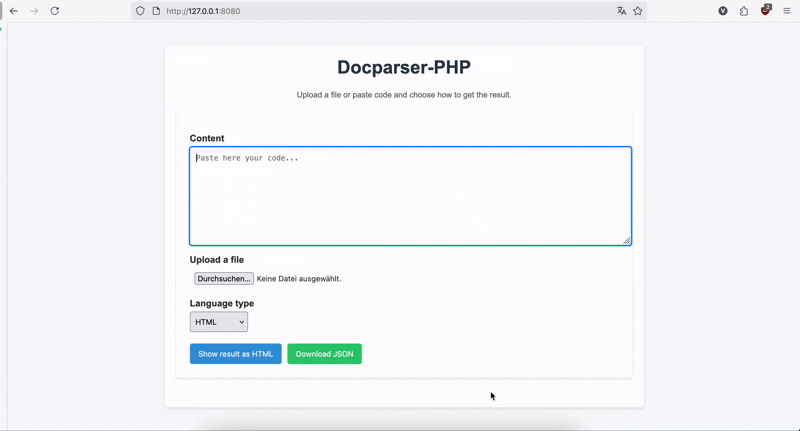 http://127.0.0.1:8080
V
2
Docparser-PHP
Upload a file or paste code and choose how to get the result.
Content
Paste here your code...
Upload a file
Durchsuchen... Keine Datei ausgewählt.
Language type
HTML
Show result as HTML Download JSON